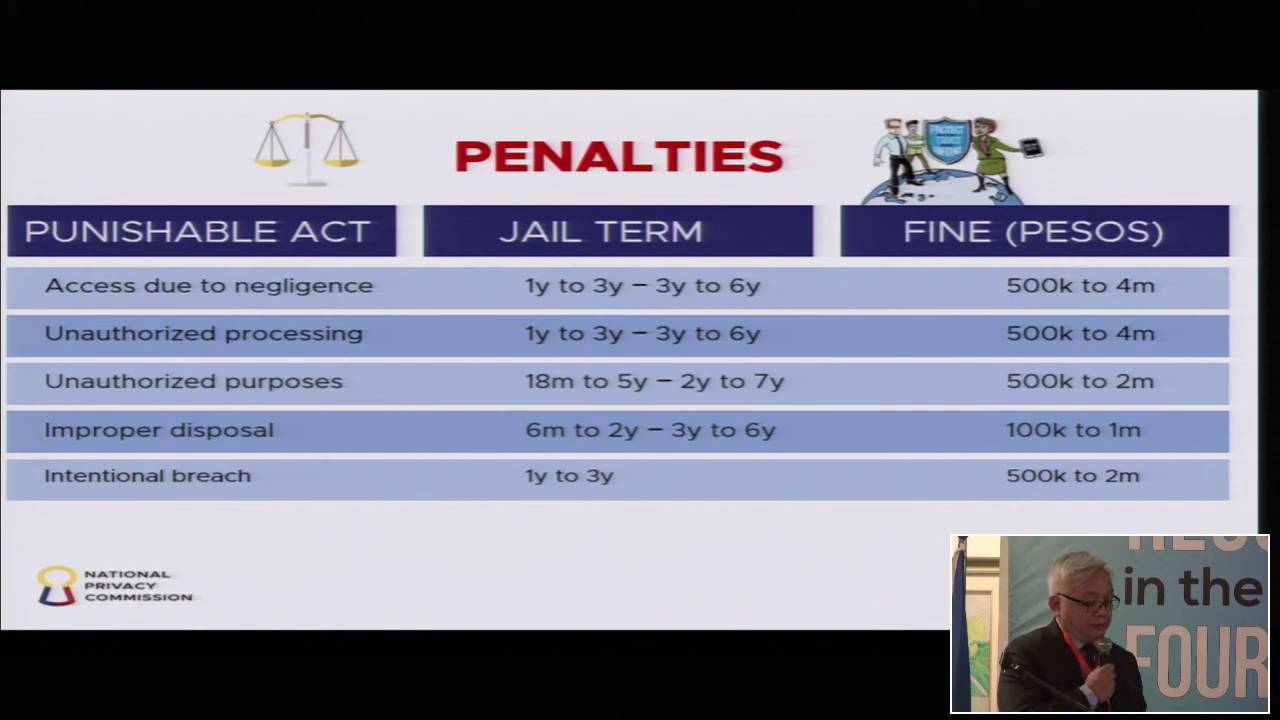 PENALTIES
PROTECT
PUNISHABLE ACT JAIL TERM FINE (PESOS)
Access due to negligence 1y to 3y – 3y to 6y 500k to 4m
Unauthorized processing 1y to 3y – 3y to 6y 500k to 4m
Unauthorized purposes 18m to 5y – 2y to 7y 500k to 2m
Improper disposal 6m to 2y – 3y to 6y 100k to 1m
Intentional breach 1y to 3y 500k to 2m
NATIONAL
PRIVACY
COMMISSION
in the
FOUR